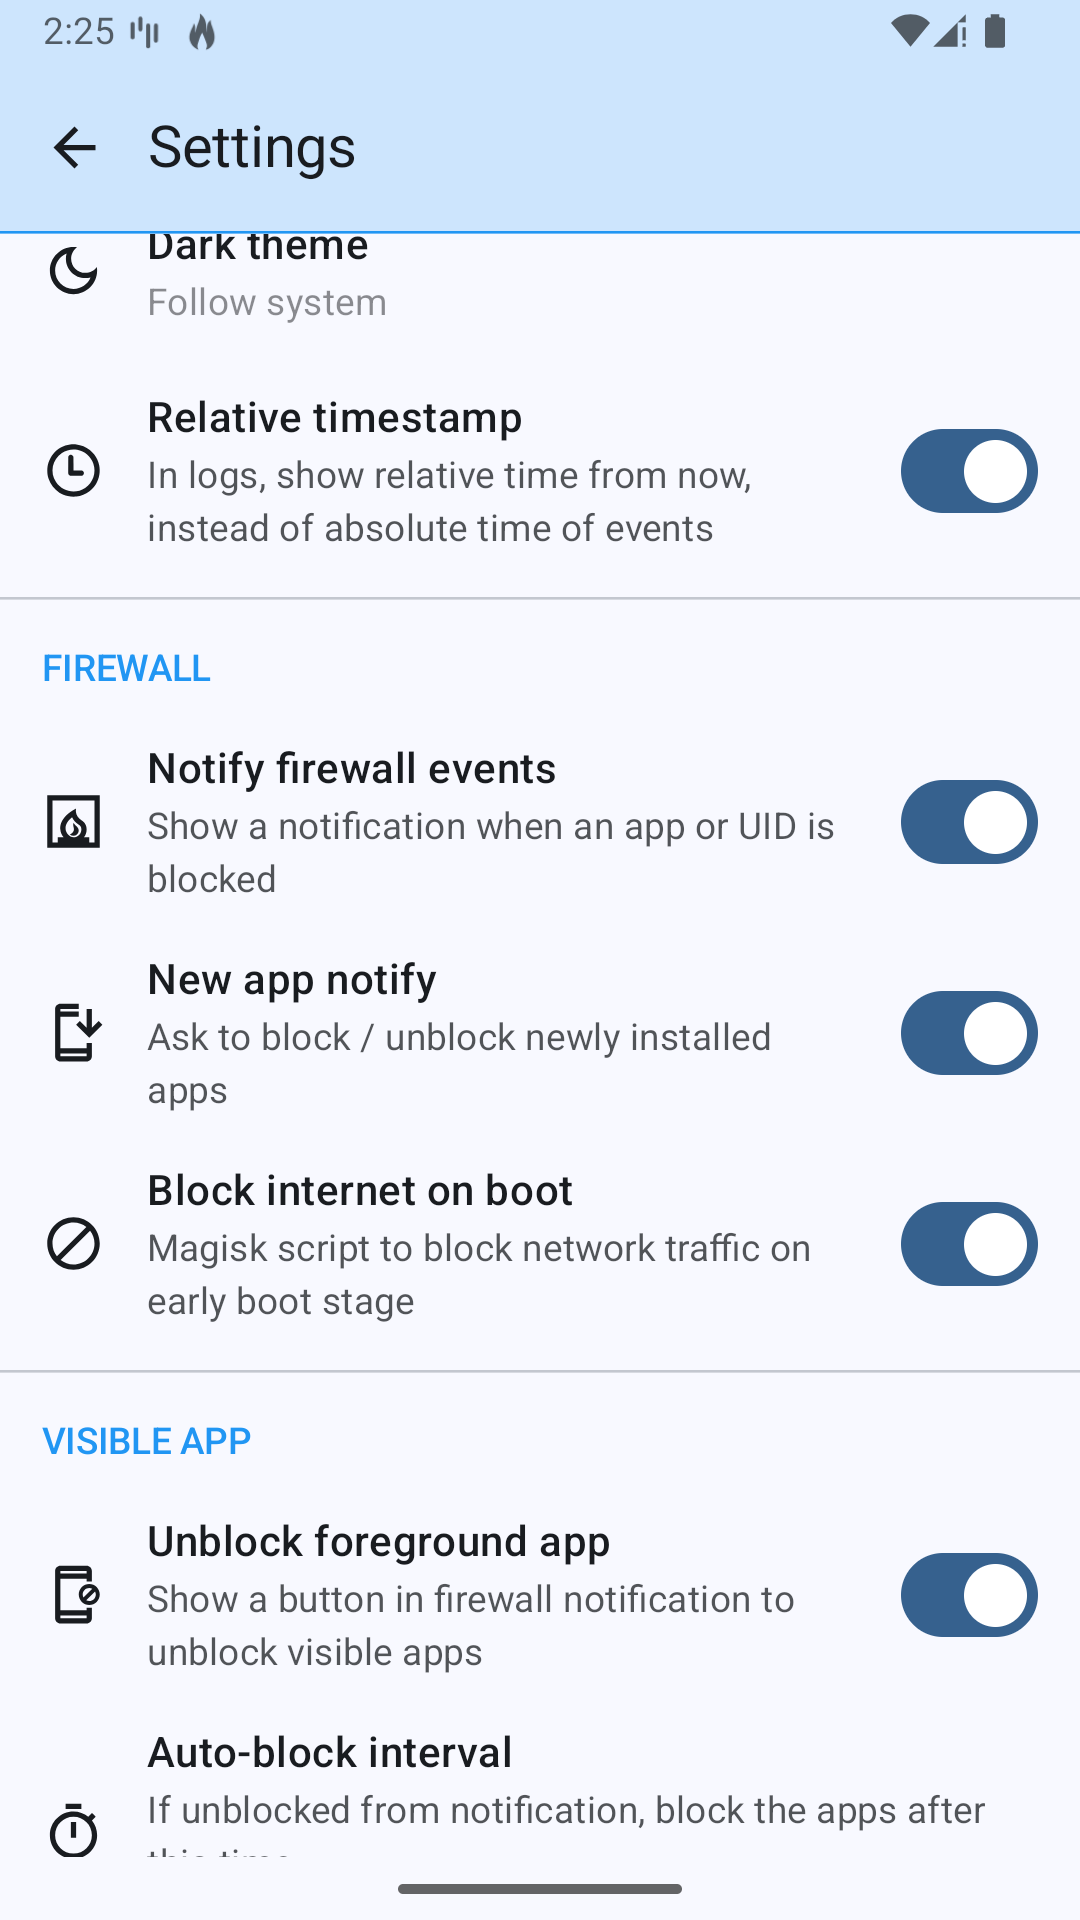 2:25
Settings
Dark theme
Follow system
Relative timestamp
In logs, show relative time from now,
instead of absolute time of events
FIREWALL
Notify firewall events
Show a notification when an app or UID is
blocked
New app notify
Ask to block / unblock newly installed
apps
Block internet on boot
Magisk script to block network traffic on
early boot stage
VISIBLE APP
Unblock foreground app
Show a button in firewall notification to
unblock visible apps
Auto-block interval
If unblocked from notification, block the apps after
this time